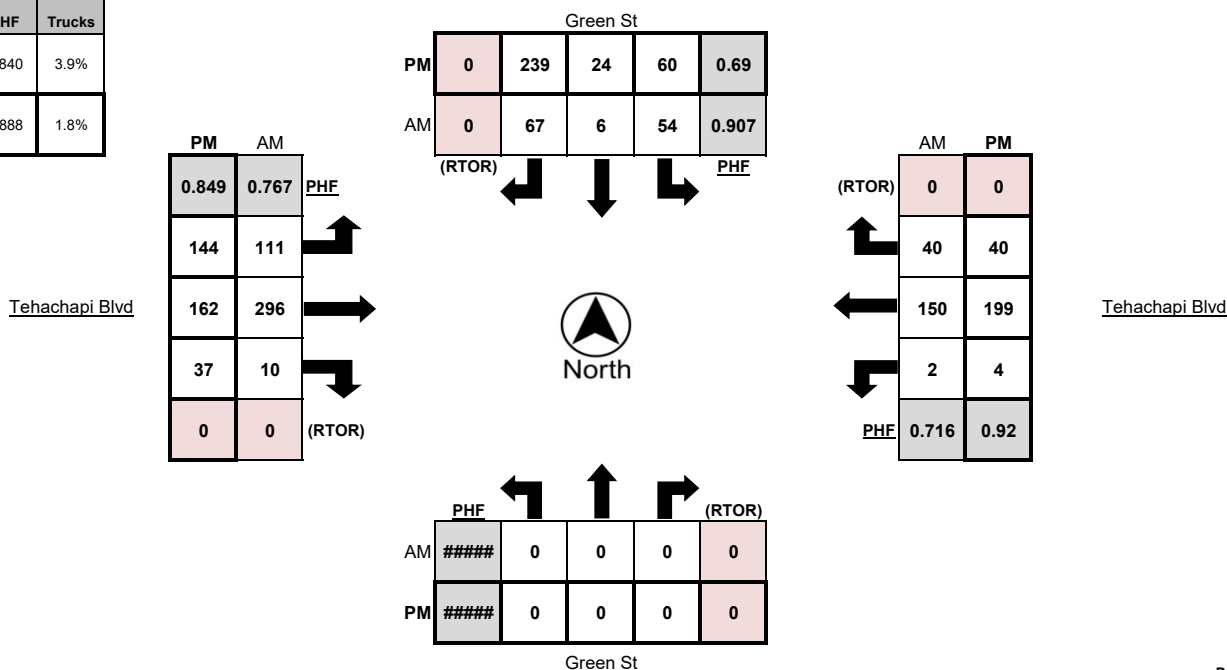 HF Trucks
840 3.9%
888 1.8%
Green St
PM 0 239 24 60 0.69
AM 0 67 6 54 0.907
(RTOR) PHF
PM AM
0.849 0.767 PHF
144 111
162 296
37 10
0 0 (RTOR)
Tehachapi Blvd
North
AM PM
(RTOR) 0 0
40 40
150 199
2 4
PHF 0.716 0.92
Tehachapi Blvd
PHF (RTOR)
AM ##### 0 0 0 0
PM ##### 0 0 0 0
Green St